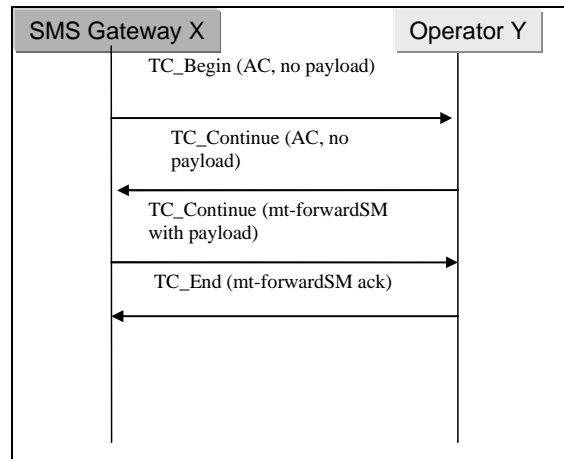 SMS Gateway X
Operator Y
TC_Begin (AC, no payload)
TC_Continue (AC, no
payload)
TC_Continue (mt-forwardSM
with payload)
TC_End (mt-forwardSM ack)